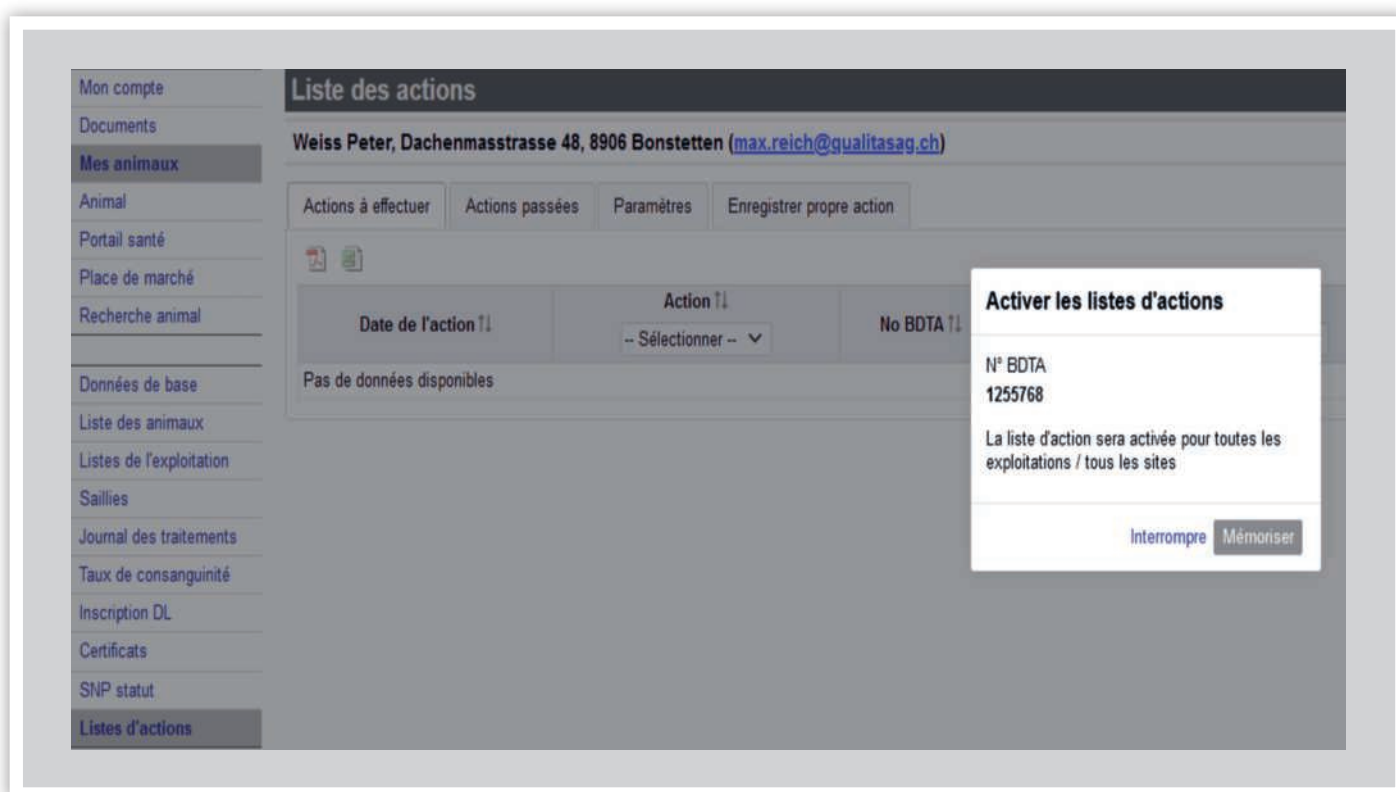 Mon compte
Documents
Mes animaux
Animal
Portail santé
Place de marché
Recherche animal
Données de base
Liste des animaux
Listes de l'exploitation
Saillies
Journal des traitements
Taux de consanguinité
Inscription DL
Certificats
SNP statut
Listes d'actions
Liste des actions
Weiss Peter, Dachenmasstrasse 48, 8906 Bonstetten (max.reich@qualitasag.ch)
Actions à effectuer Actions passées Paramètres Enregistrer propre action
Date de l'action Action No BDTA
-- Sélectionner --
Pas de données disponibles
Activer les listes d'actions
N° BDTA
1255768
La liste d'action sera activée pour toutes les
exploitations / tous les sites
Interrompre Mémoriser